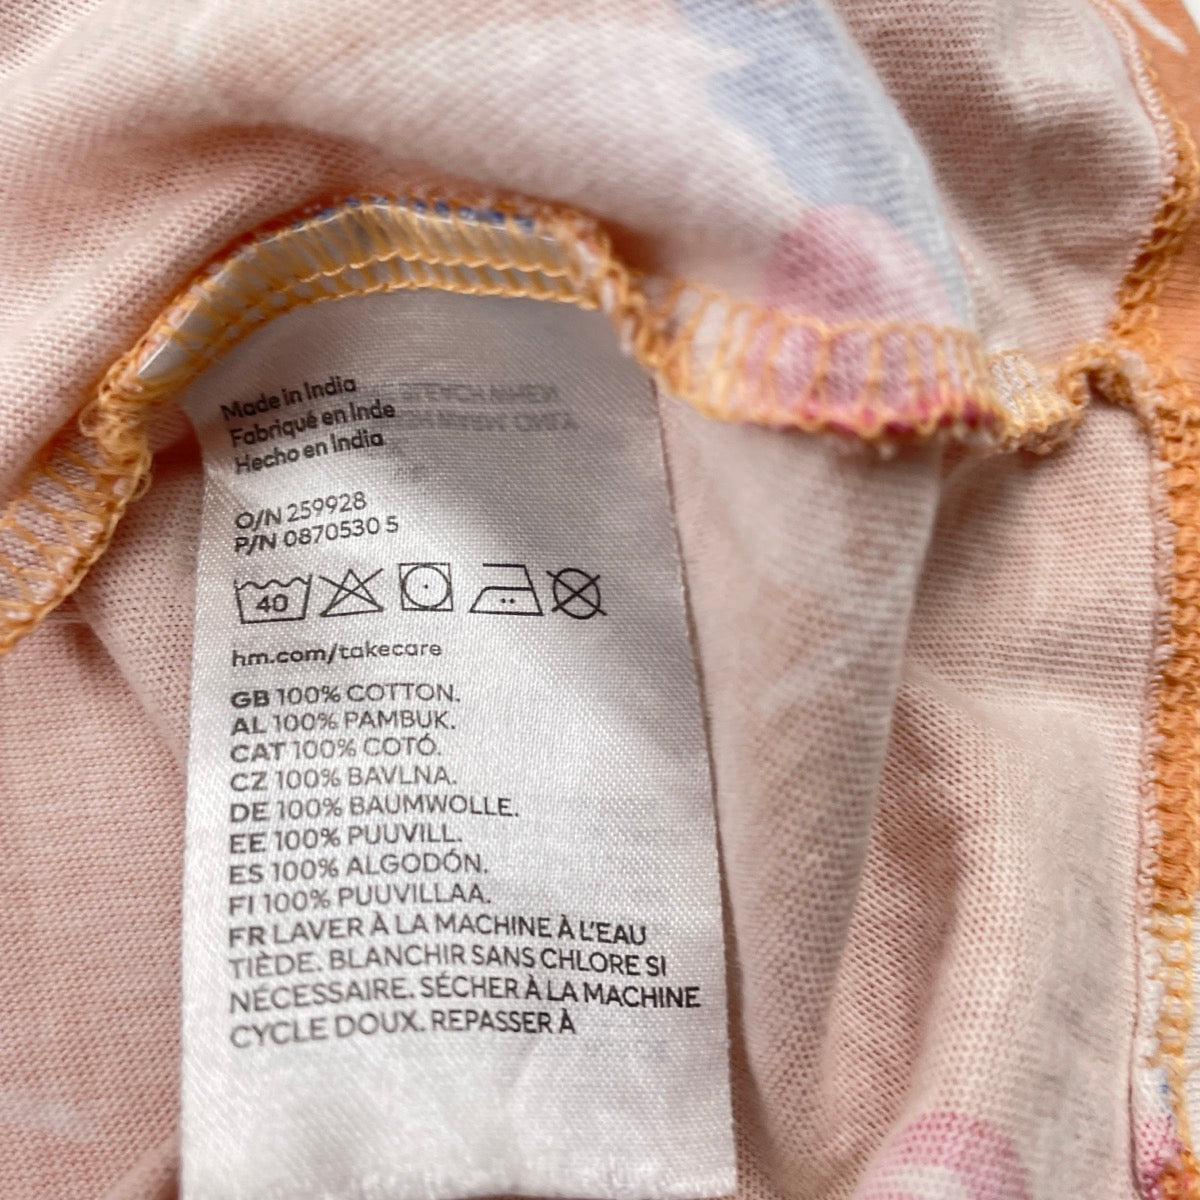 Made in India
Fabriqué en Inde
Hecho en India
O/N 259928
P/N 0870530 5
40
hm.com/takecare
GB 100% COTTON.
AL 100% PAMBUK.
CAT 100% COTÓ.
CZ 100% BAVLNA.
DE 100% BAUMWOLLE.
EE 100% PUUVILL.
ES 100% ALGODÓN.
FI 100% PUUVILLAA.
FR LAVER À LA MACHINE À L'EAU
TIÈDE. BLANCHIR SANS CHLORE SI
NÉCESSAIRE. SÉCHER À LA MACHINE
CYCLE DOUX. REPASSER À